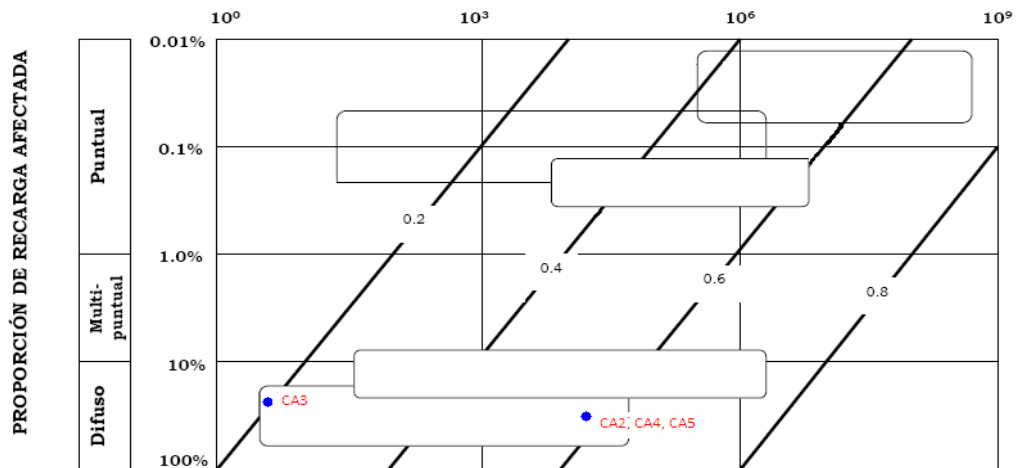 10⁰ 10³ 10⁶ 10⁹
PROPORCIÓN DE RECARGA AFECTADA
Puntual
Multi-
puntual
Difuso
0.01%
0.1%
1.0%
10%
100%
0.2
0.4
0.6
0.8
CA3
CA2, CA4, CA5